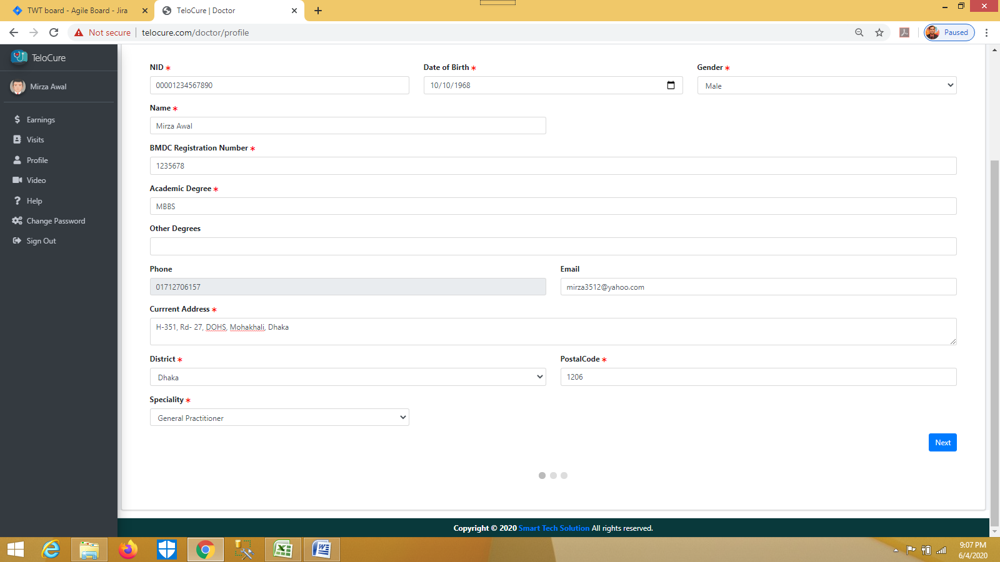 TWT board - Agile Board - Jira
TeloCure | Doctor
Not secure
telocure.com/doctor/profile
Paused
TeloCure
Mirza Awal
Earnings
Visits
Profile
Video
Help
Change Password
Sign Out
NID *
Date of Birth *
Gender *
00001234567890
10/10/1968
Male
Name *
Mirza Awal
BMDC Registration Number *
1235678
Academic Degree *
MBBS
Other Degrees
Phone
Email
01712706157
mirza3512@yahoo.com
Currrent Address *
H-351, Rd- 27, DOHS, Mohakhali, Dhaka
District *
PostalCode *
Dhaka
1206
Speciality *
General Practitioner
Next
Copyright © 2020 Smart Tech Solution All rights reserved.
9:07 PM
6/4/2020